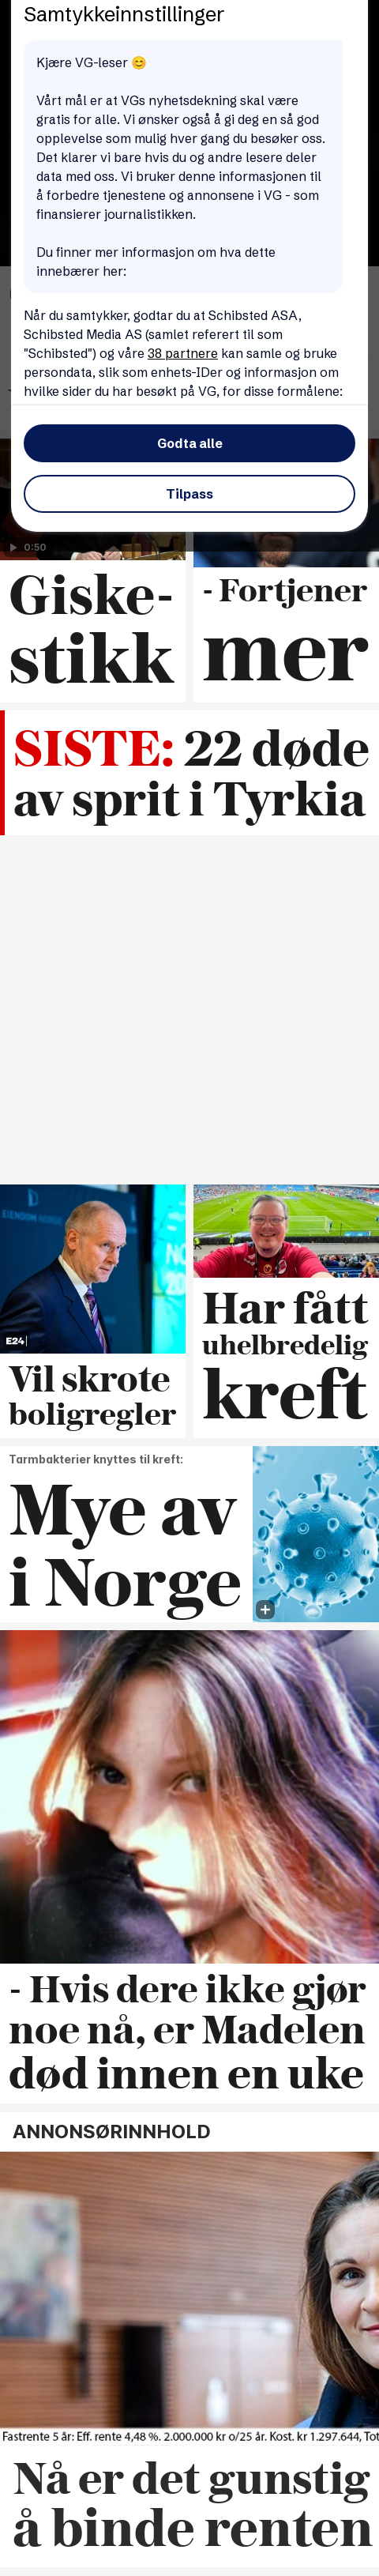 Samtykkeinnstillinger
Kjære VG-leser 😊
Vårt mål er at VGs nyhetsdekning skal være
gratis for alle. Vi ønsker også å gi deg en så god
opplevelse som mulig hver gang du besøker oss.
Det klarer vi bare hvis du og andre lesere deler
data med oss. Vi bruker denne informasjonen til
å forbedre tjenestene og annonsene i VG - som
finansierer journalistikken.
Du finner mer informasjon om hva dette
innebærer her:
Når du samtykker, godtar du at Schibsted ASA,
Schibsted Media AS (samlet referert til som
"Schibsted") og våre 38 partnere kan samle og bruke
persondata, slik som enhets-IDer og informasjon om
hvilke sider du har besøkt på VG, for disse formålene:
Godta alle
Tilpass
0:50
Giske-
stikk
- Fortjener
mer
SISTE: 22 døde
av sprit i Tyrkia
E24
Vil skrote
boligregler
Har fått
uhelbredelig
kreft
Tarmbakterier knyttes til kreft:
Mye av
i Norge
- Hvis dere ikke gjør
noe nå, er Madelen
død innen en uke
ANNONSØRINNHOLD
Fastrente 5 år: Eff. rente 4,48 %. 2.000.000 kr o/25 år. Kost. kr 1.297.644, Tot
Nå er det gunstig
å binde renten